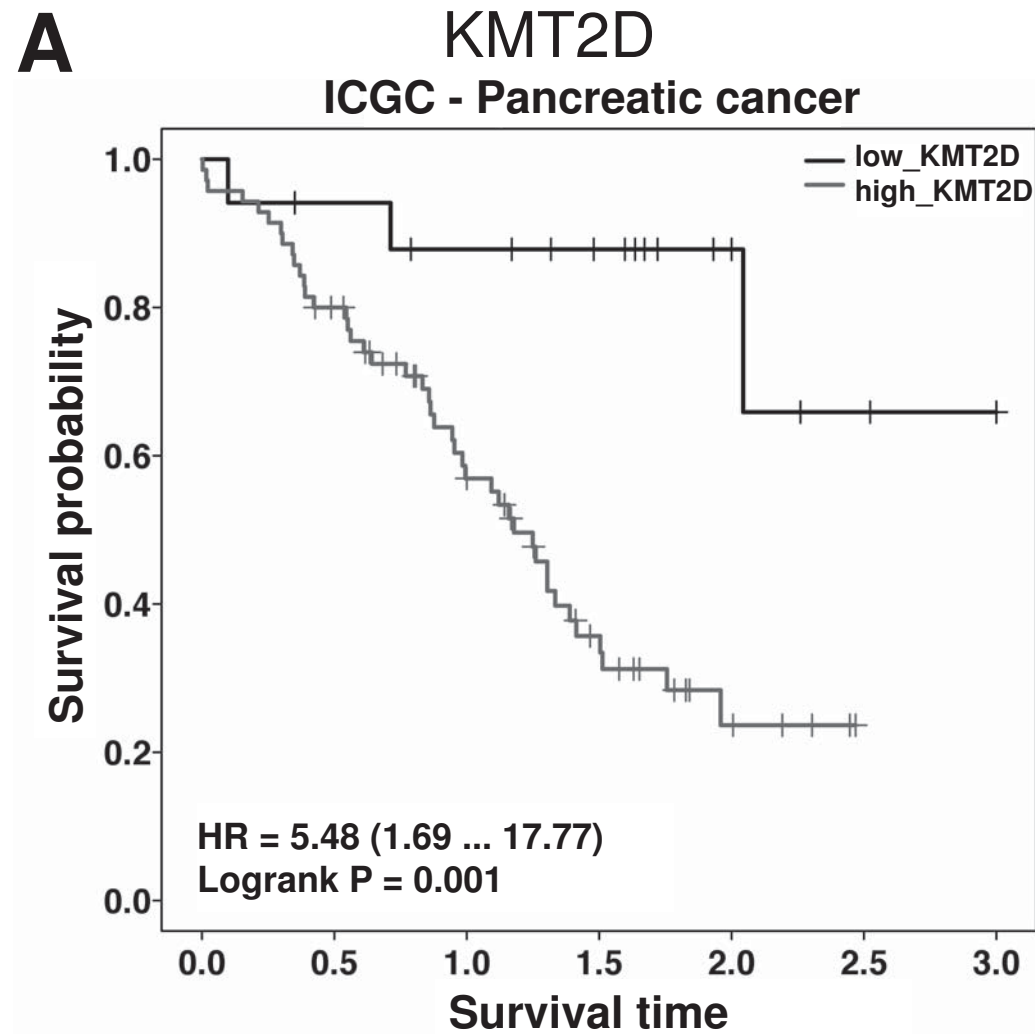 A
KMT2D
ICGC - Pancreatic cancer
low_KMT2D
high_KMT2D
1.0
0.8
0.6
0.4
0.2
0.0
Survival probability
HR = 5.48 (1.69 ... 17.77)
Logrank P = 0.001
0.0 0.5 1.0 1.5 2.0 2.5 3.0
Survival time